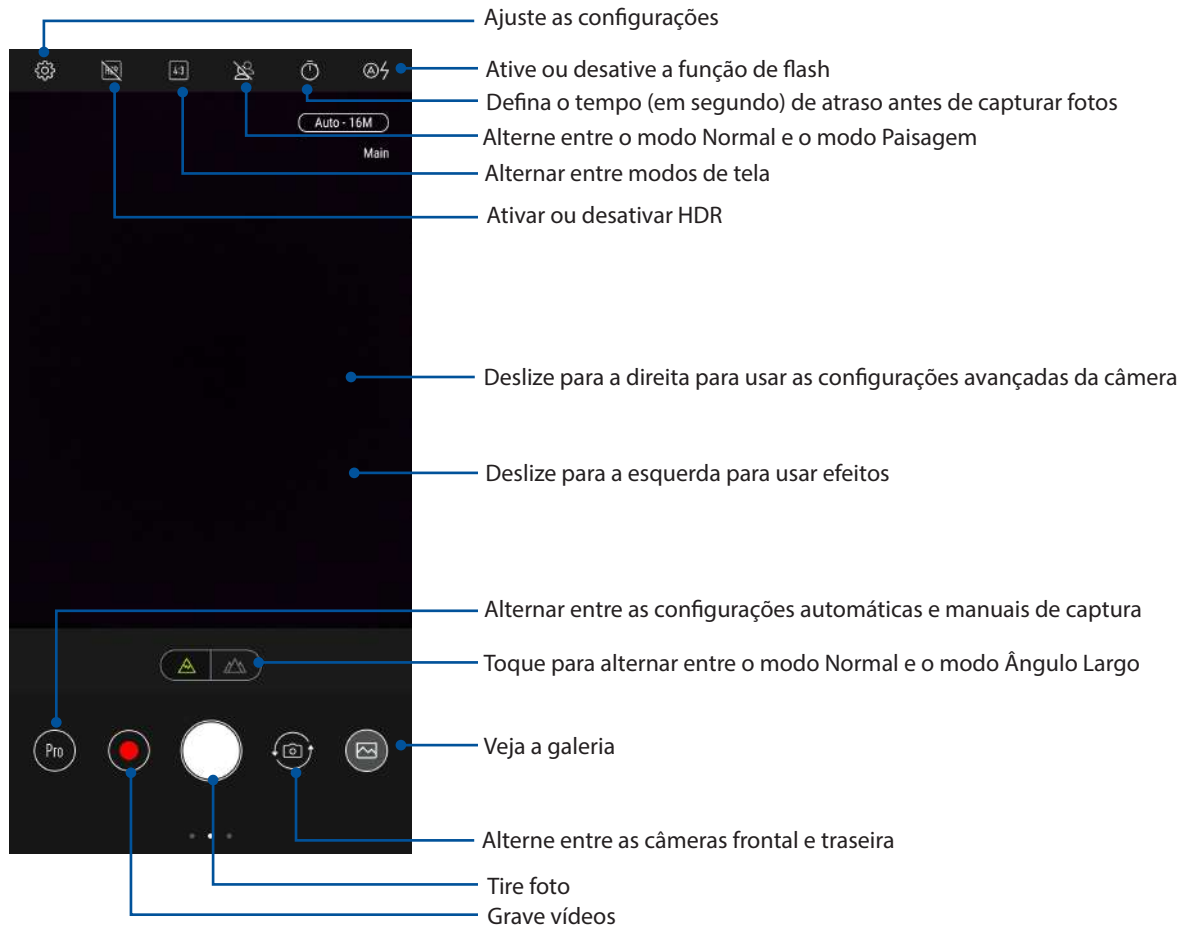 Ajuste as configurações
HDR
4:3
A
Ative ou desative a função de flash
Defina o tempo (em segundo) de atraso antes de capturar fotos
Auto - 16M
Alterne entre o modo Normal e o modo Paisagem
Main
Alternar entre modos de tela
Ativar ou desativar HDR
Deslize para a direita para usar as configurações avançadas da câmera
Deslize para a esquerda para usar efeitos
Alternar entre as configurações automáticas e manuais de captura
Toque para alternar entre o modo Normal e o modo Ângulo Largo
Pro
Veja a galeria
Alterne entre as câmeras frontal e traseira
Tire foto
Grave vídeos